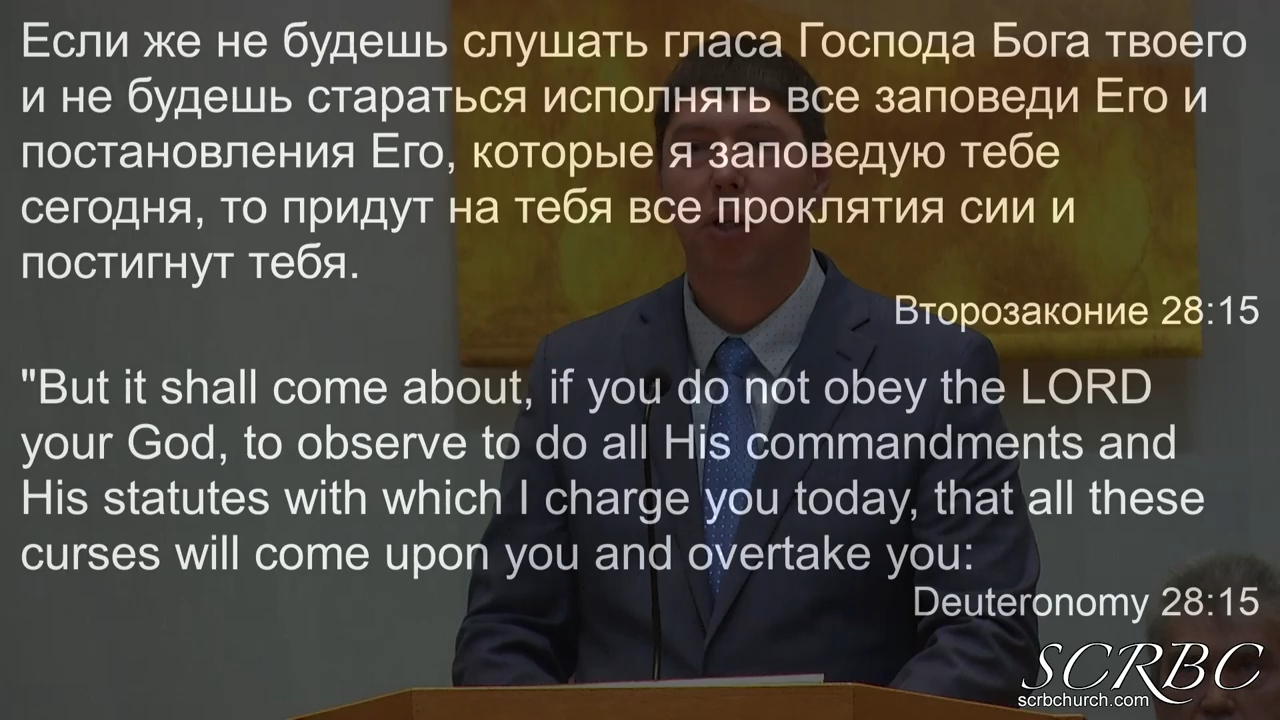 Если же не будешь слушать гласа Господа Бога твоего
и не будешь стараться исполнять все заповеди Его и
постановления Его, которые я заповедую тебе
сегодня, то придут на тебя все проклятия сии и
постигнут тебя.
Второзаконие 28:15
"But it shall come about, if you do not obey the LORD
your God, to observe to do all His commandments and
His statutes with which I charge you today, that all these
curses will come upon you and overtake you:
Deuteronomy 28:15
SCRBC
scrbchurch.com